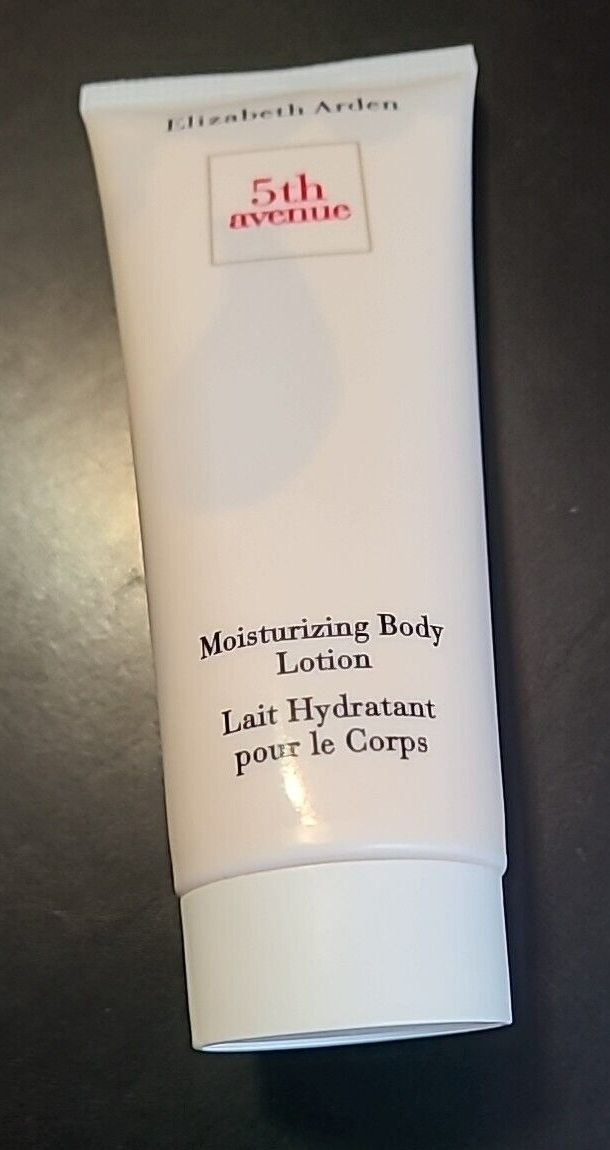 Elizabeth Arden
5th
avenue
Moisturizing Body
Lotion
Lait Hydratant
pour le Corps